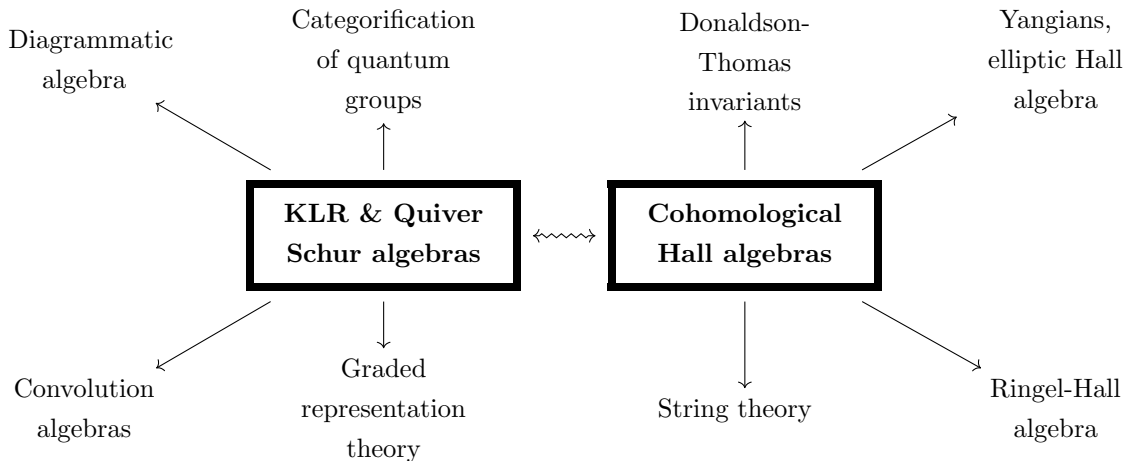 Diagrammatic
algebra
Categorification
of quantum
groups
Donaldson-
Thomas
invariants
Yangians,
elliptic Hall
algebra
KLR & Quiver
Schur algebras
Cohomological
Hall algebras
Convolution
algebras
Graded
representation
theory
String theory
Ringel-Hall
algebra